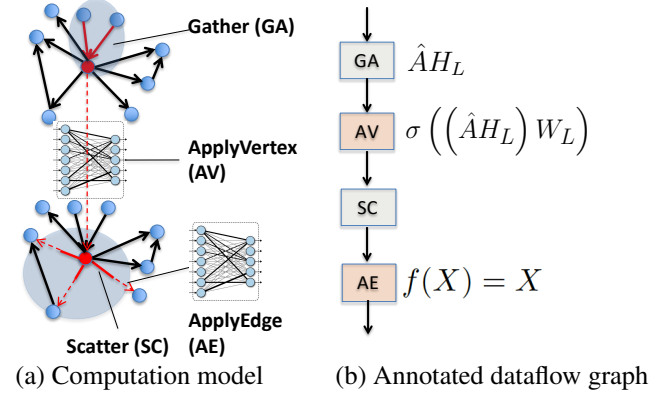 Gather (GA)
ApplyVertex
(AV)
ApplyEdge
(AE)
Scatter (SC)
(a) Computation model
GA
ÂH_L
AV
σ ((ÂH_L) W_L)
SC
AE
f(X) = X
(b) Annotated dataflow graph